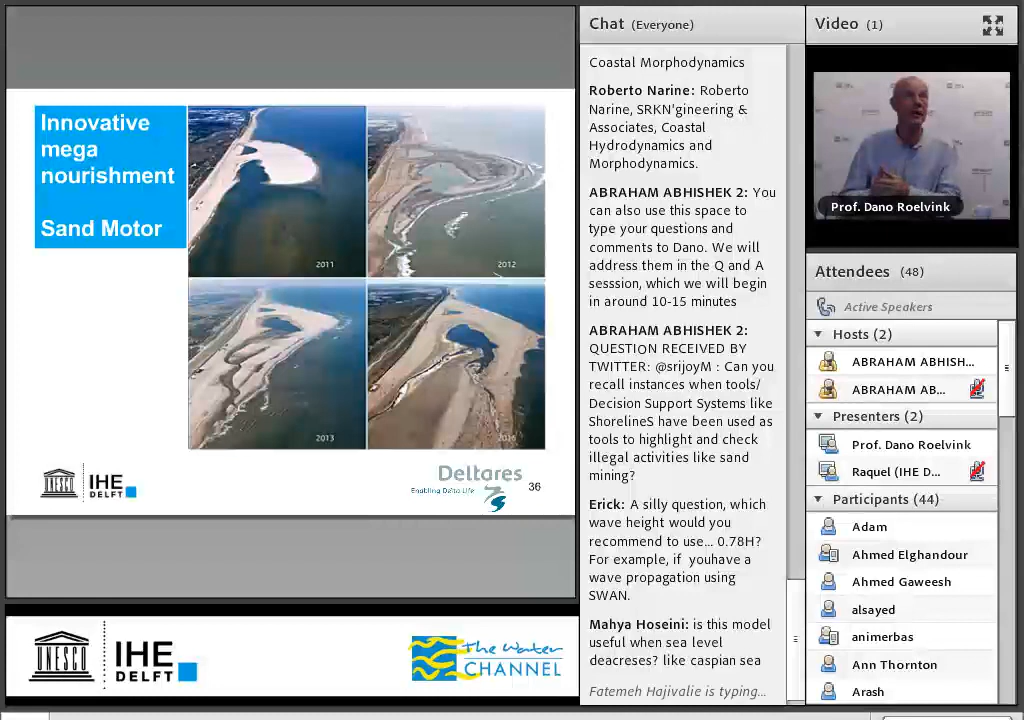 Innovative
mega
nourishment
Sand Motor
2011
2012
2013
UNESCO
IHE
DELFT
Deltares
Enabling Delta Life
36
UNESCO
IHE
DELFT
the Water
CHANNEL
Chat (Everyone)
Coastal Morphodynamics
Roberto Narine: Roberto
Narine, SRKN'gineering &
Associates, Coastal
Hydrodynamics and
Morphodynamics.
ABRAHAM ABHISHEK 2: You
can also use this space to
type your questions and
comments to Dano. We will
address them in the Q and A
sesssion, which we will begin
in around 10-15 minutes
ABRAHAM ABHISHEK 2:
QUESTION RECEIVED BY
TWITTER: @srijoyM : Can you
recall instances when tools/
Decision Support Systems like
ShorelineS have been used as
tools to highlight and check
illegal activities like sand
mining?
Erick: A silly question, which
wave height would you
recommend to use... 0.78H?
For example, if youhave a
wave propagation using
SWAN.
Mahya Hoseini: is this model
useful when sea level
deacreses? like caspian sea
Fatemeh Hajivalie is typing...
Video (1)
Prof. Dano Roelvink
Attendees (48)
Active Speakers
Hosts (2)
ABRAHAM ABHISH...
ABRAHAM AB...
Presenters (2)
Prof. Dano Roelvink
Raquel (IHE D...
Participants (44)
Adam
Ahmed Elghandour
Ahmed Gaweesh
alsayed
animerbas
Ann Thornton
Arash